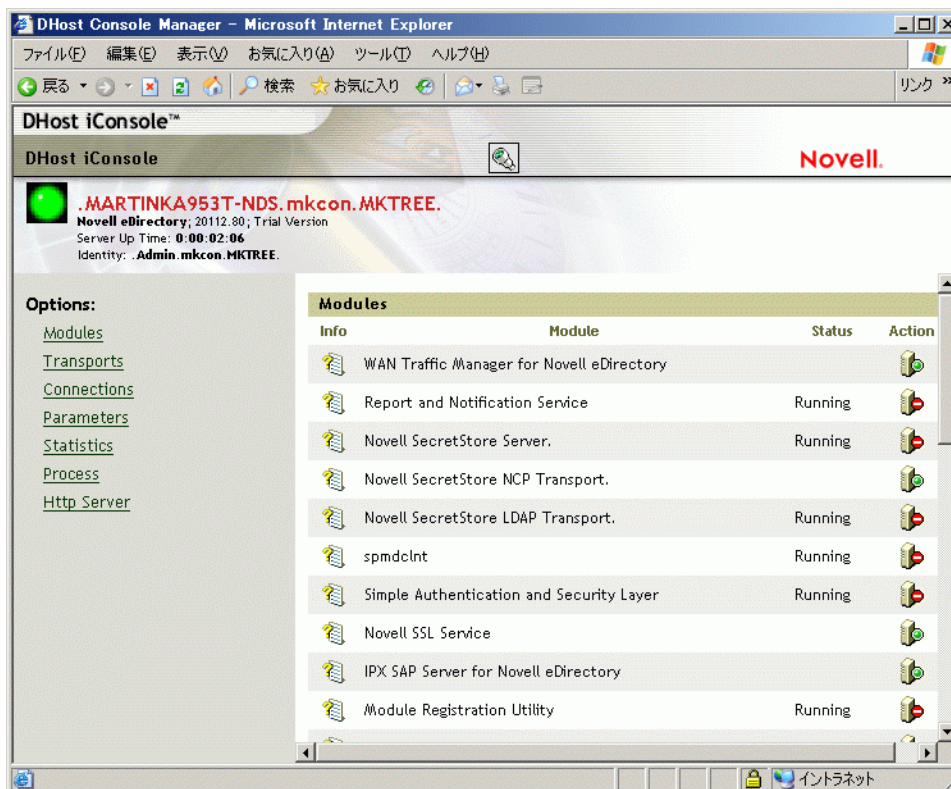 DHost Console Manager - Microsoft Internet Explorer
ファイル(F) 編集(E) 表示(V) お気に入り(A) ツール(T) ヘルプ(H)
戻る 検索 お気に入り リンク »
DHost iConsole™
DHost iConsole Novell.
.MARTINKA953T-NDS.mkcon.MKTREE.
Novell eDirectory; 20112.80; Trial Version
Server Up Time: 0:00:02:06
Identity: .Admin.mkcon.MKTREE.
Options:
Modules
Transports
Connections
Parameters
Statistics
Process
Http Server
Modules
Info Module Status Action
WAN Traffic Manager for Novell eDirectory
Report and Notification Service Running
Novell SecretStore Server. Running
Novell SecretStore NCP Transport.
Novell SecretStore LDAP Transport. Running
spmdclnt Running
Simple Authentication and Security Layer Running
Novell SSL Service
IPX SAP Server for Novell eDirectory
Module Registration Utility Running
イントラネット